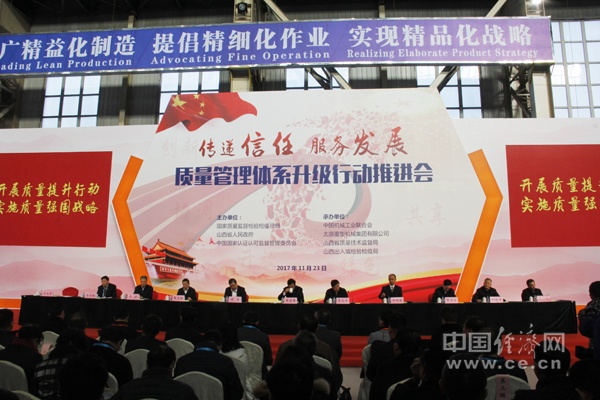 广精益化制造 提倡精细化作业 实现精品化战略
ading Lean Production Advocating Fine Operation Realizing Elaborate Product Strategy
传递信任 服务发展
质量管理体系升级行动推进会
开展质量提升行动
实施质量强国战略
主办单位:
国家质量监督检验检疫总局
山西省人民政府
中国国家认证认可监督管理委员会
承办单位:
中国机械工业联合会
太原重型机械集团有限公司
山西省质量技术监督局
山西出入境检验检疫局
2017年11月23日
开展质量提
实施质量强
中国经济网
www.ce.cn